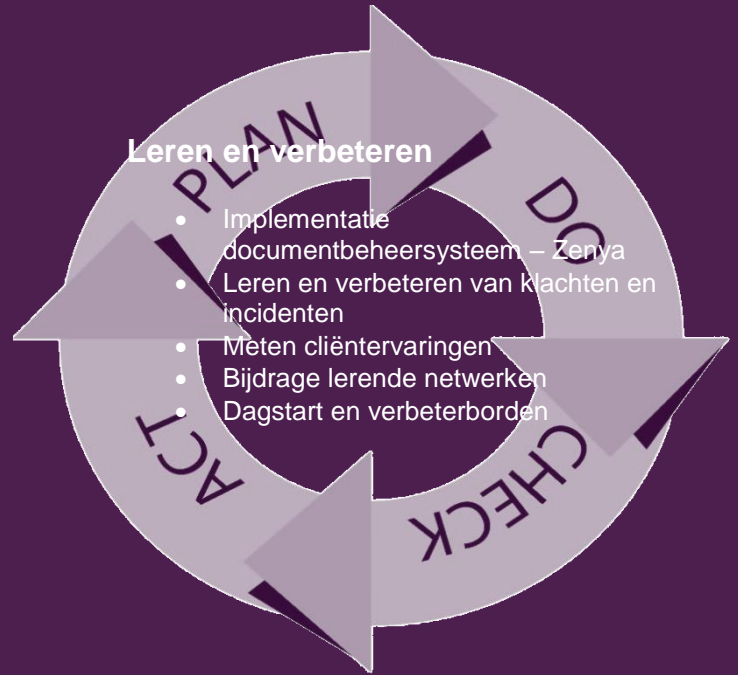 PLAN
Leren en verbeteren
DO
• Implementatie
documentbeheersysteem – Zenya
• Leren en verbeteren van klachten en
incidenten
• Meten cliëntervaringen
• Bijdrage lerende netwerken
• Dagstart en verbeterborden
ACT
CHECK